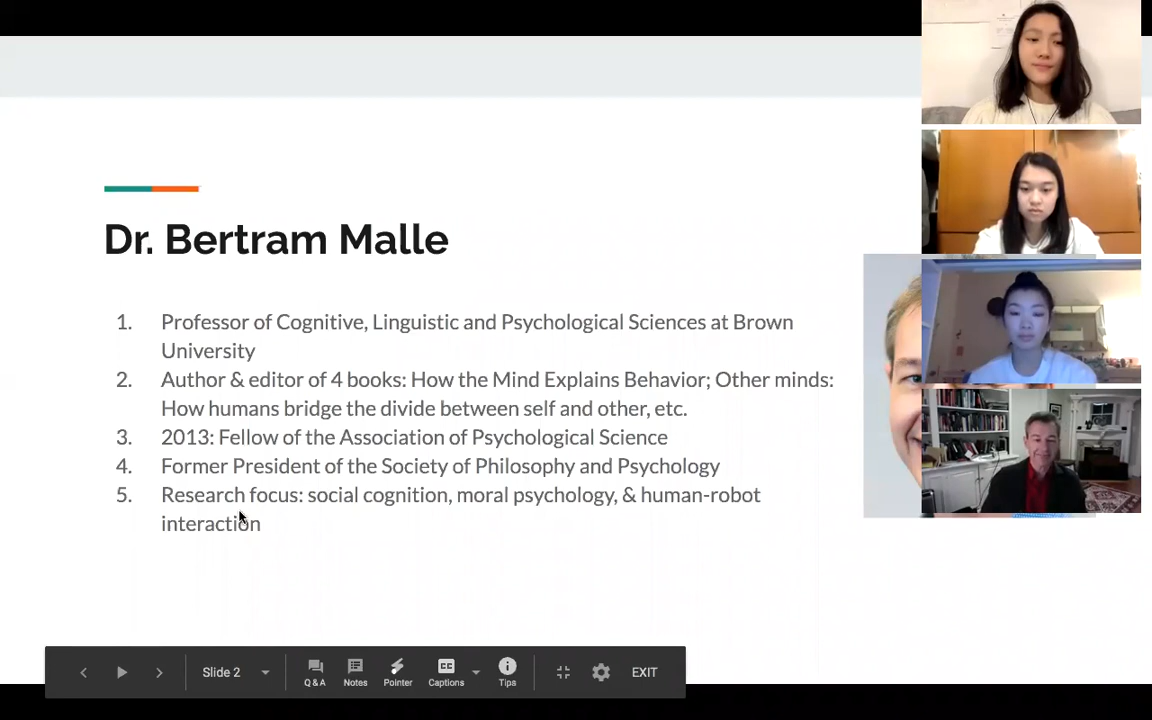 Dr. Bertram Malle
1. Professor of Cognitive, Linguistic and Psychological Sciences at Brown
University
2. Author & editor of 4 books: How the Mind Explains Behavior; Other minds:
How humans bridge the divide between self and other, etc.
3. 2013: Fellow of the Association of Psychological Science
4. Former President of the Society of Philosophy and Psychology
5. Research focus: social cognition, moral psychology, & human-robot
interaction
Slide 2
Q & A
Notes
Pointer
CC
Captions
Tips
EXIT